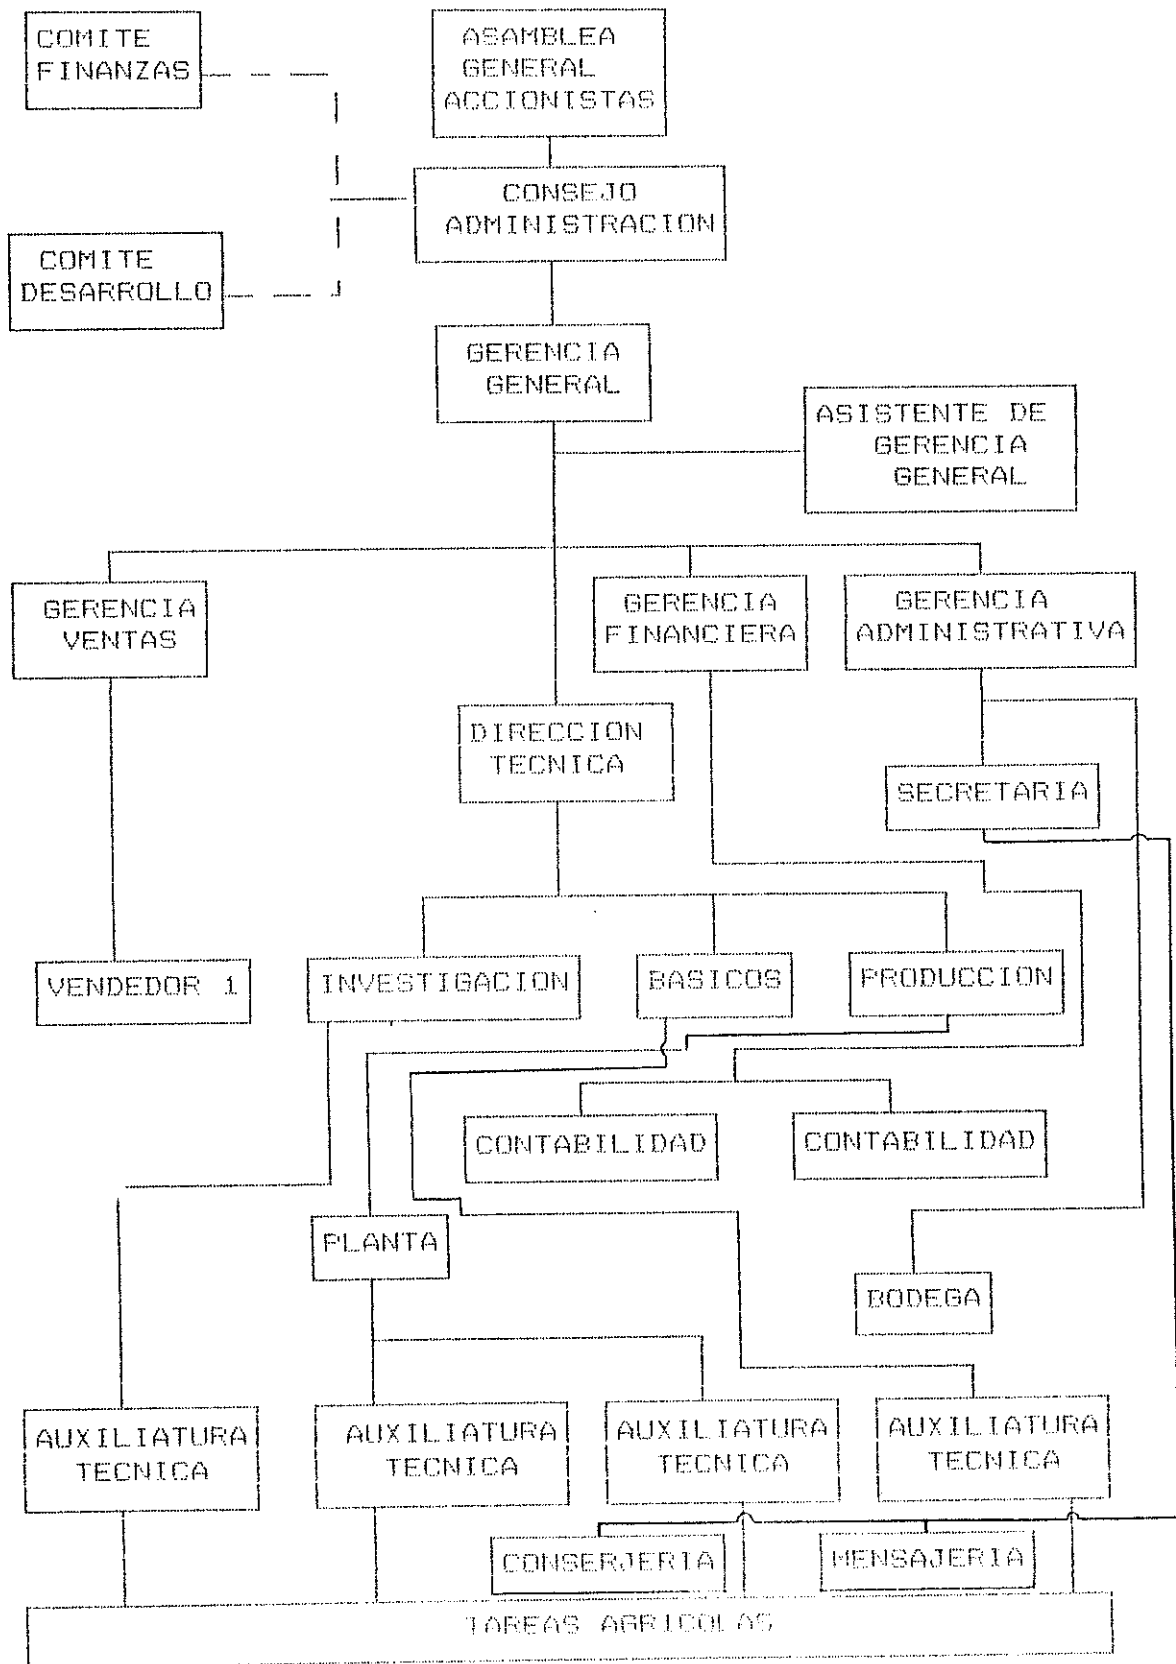 COMITE
FINANZAS
ASAMBLEA
GENERAL
ACCIONISTAS
CONSEJO
ADMINISTRACION
COMITE
DESARROLLO
GERENCIA
GENERAL
ASISTENTE DE
GERENCIA
GENERAL
GERENCIA
VENTAS
GERENCIA
FINANCIERA
GERENCIA
ADMINISTRATIVA
DIRECCION
TECNICA
SECRETARIA
VENDEDOR 1
INVESTIGACION
BASICOS
PRODUCCION
CONTABILIDAD
CONTABILIDAD
PLANTA
BODEGA
AUXILIATURA
TECNICA
AUXILIATURA
TECNICA
AUXILIATURA
TECNICA
AUXILIATURA
TECNICA
CONSERJERIA
MENSAJERIA
TAREAS AGRICOLAS